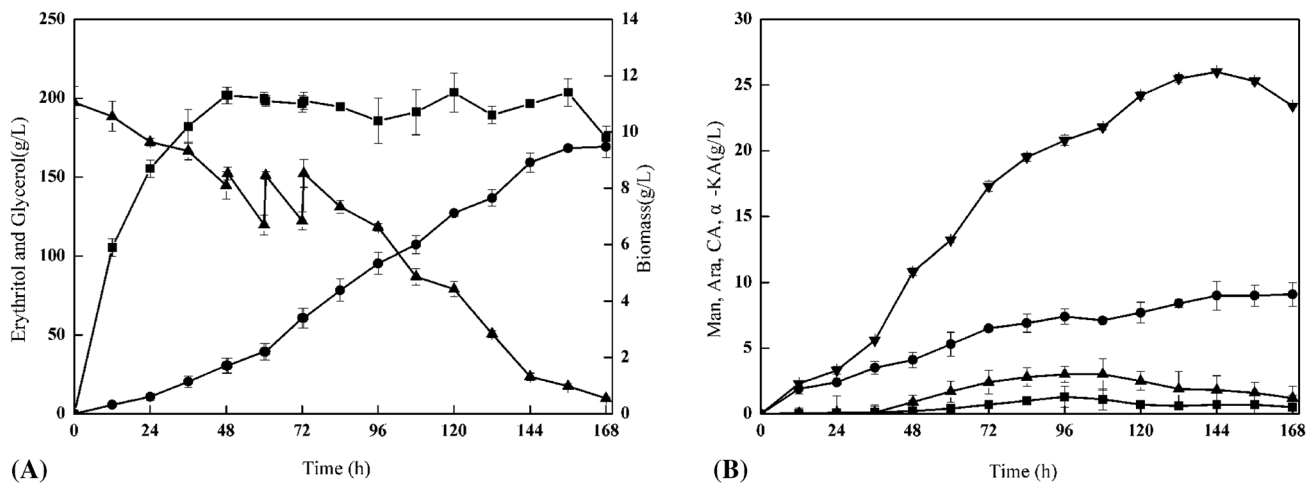 250
200
150
100
50
0
Erythritol and Glycerol(g/L)
14
12
10
8
6
4
2
0
Biomass(g/L)
0 24 48 72 96 120 144 168
Time (h)
(A)
30
25
20
15
10
5
0
Man, Ara, CA, α -KA(g/L)
0 24 48 72 96 120 144 168
Time (h)
(B)